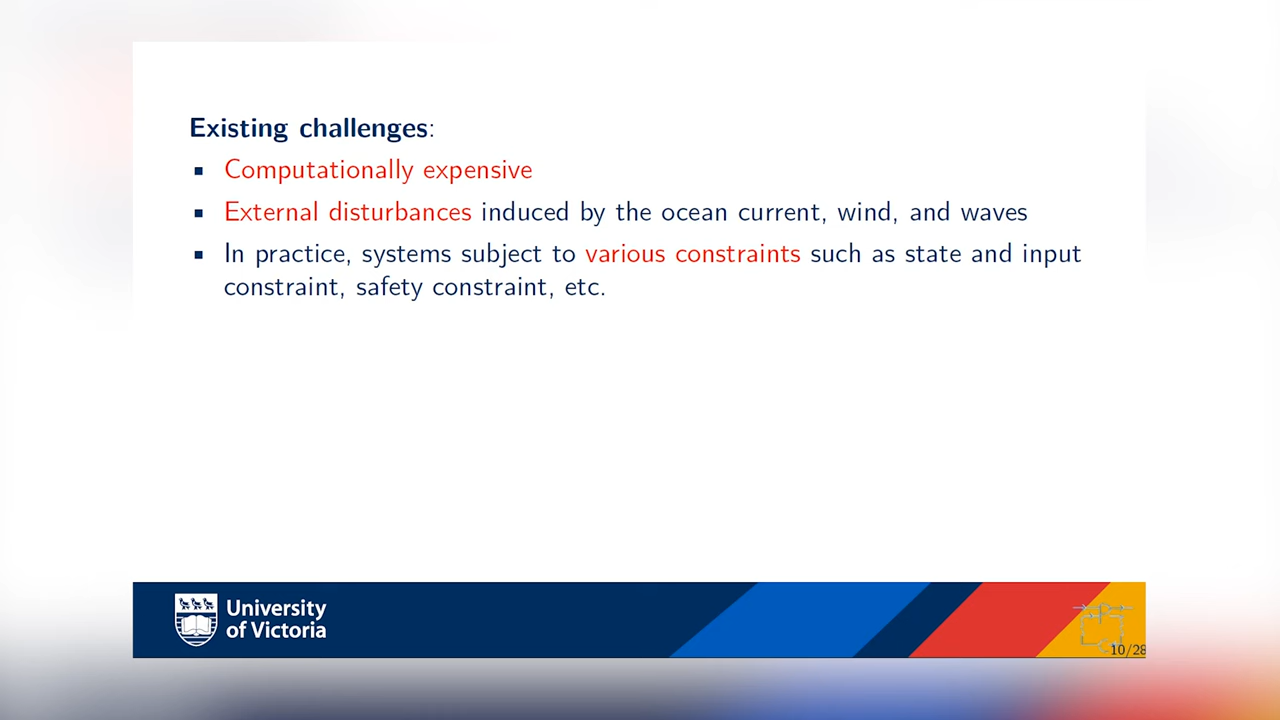 Existing challenges:
Computationally expensive
External disturbances induced by the ocean current, wind, and waves
In practice, systems subject to various constraints such as state and input
constraint, safety constraint, etc.
University
of Victoria
10/28